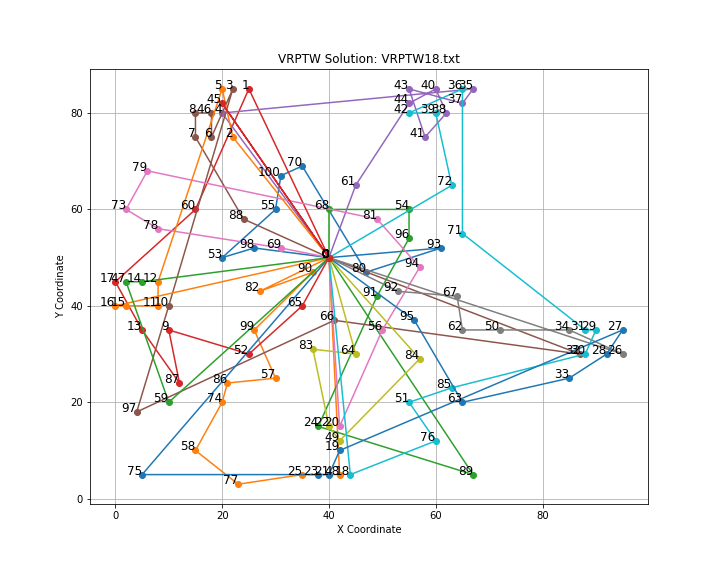 VRPTW Solution: VRPTW18.txt
5 3 1 43 40 36 35
45 44 37
8 46 4 42 39 38
7 6 2 41
79 100 70
61 72
73 60 55 68 54
88 81
78 71
53 98 69 96 93
0
90 80 94
17 47 14 12 82 91 92 67
16 15 11 10 65
13 9 99 66 95 56 62 50 34 31 29 27
52 83 64 84 28 26
87 86 57 85 33
59 74 51 63
97 24 22 20
58 49 76
19
75 77 25 23 21 48 18 89
80
60
40
20
0
Y Coordinate
0 20 40 60 80
X Coordinate